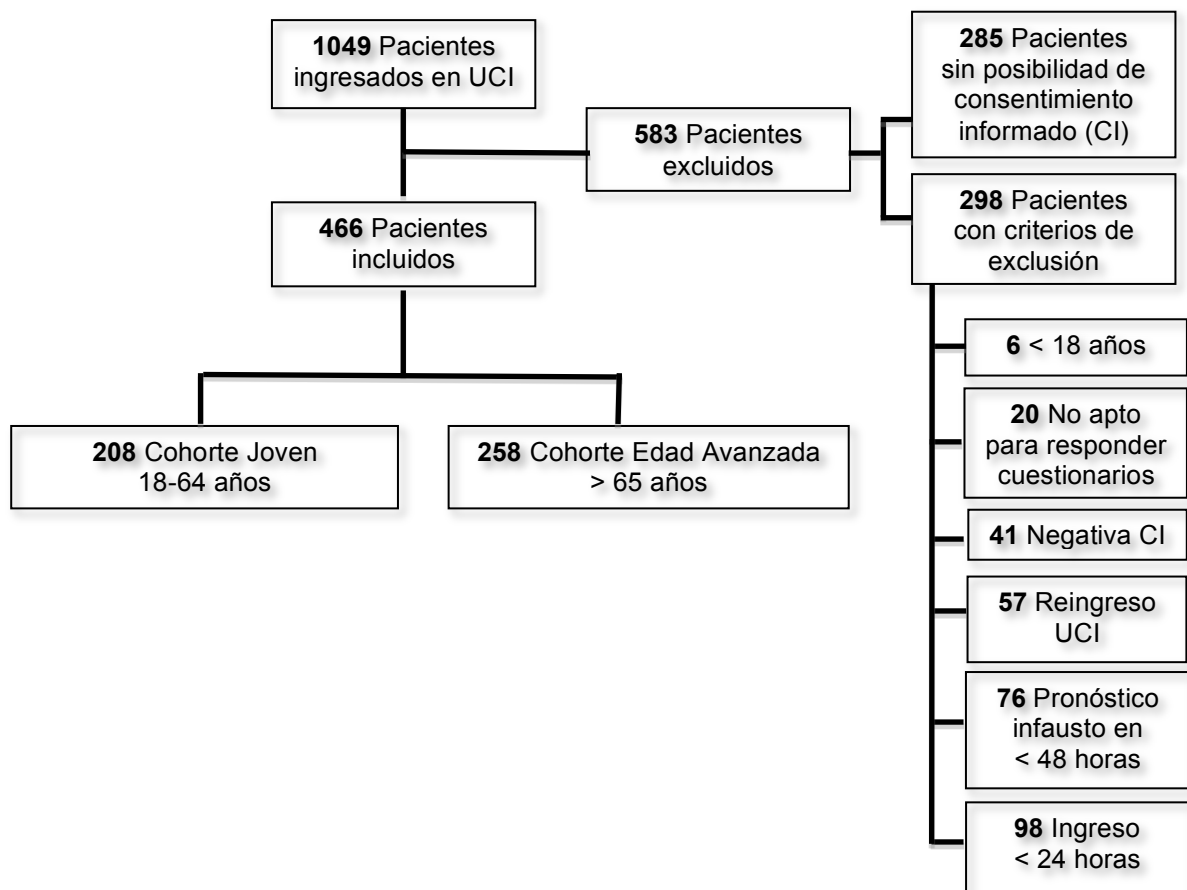 1049 Pacientes
ingresados en UCI
285 Pacientes
sin posibilidad de
consentimiento
informado (CI)
583 Pacientes
excluidos
298 Pacientes
con criterios de
exclusión
466 Pacientes
incluidos
6 < 18 años
20 No apto
para responder
cuestionarios
208 Cohorte Joven
18-64 años
258 Cohorte Edad Avanzada
> 65 años
41 Negativa CI
57 Reingreso
UCI
76 Pronóstico
infausto en
< 48 horas
98 Ingreso
< 24 horas